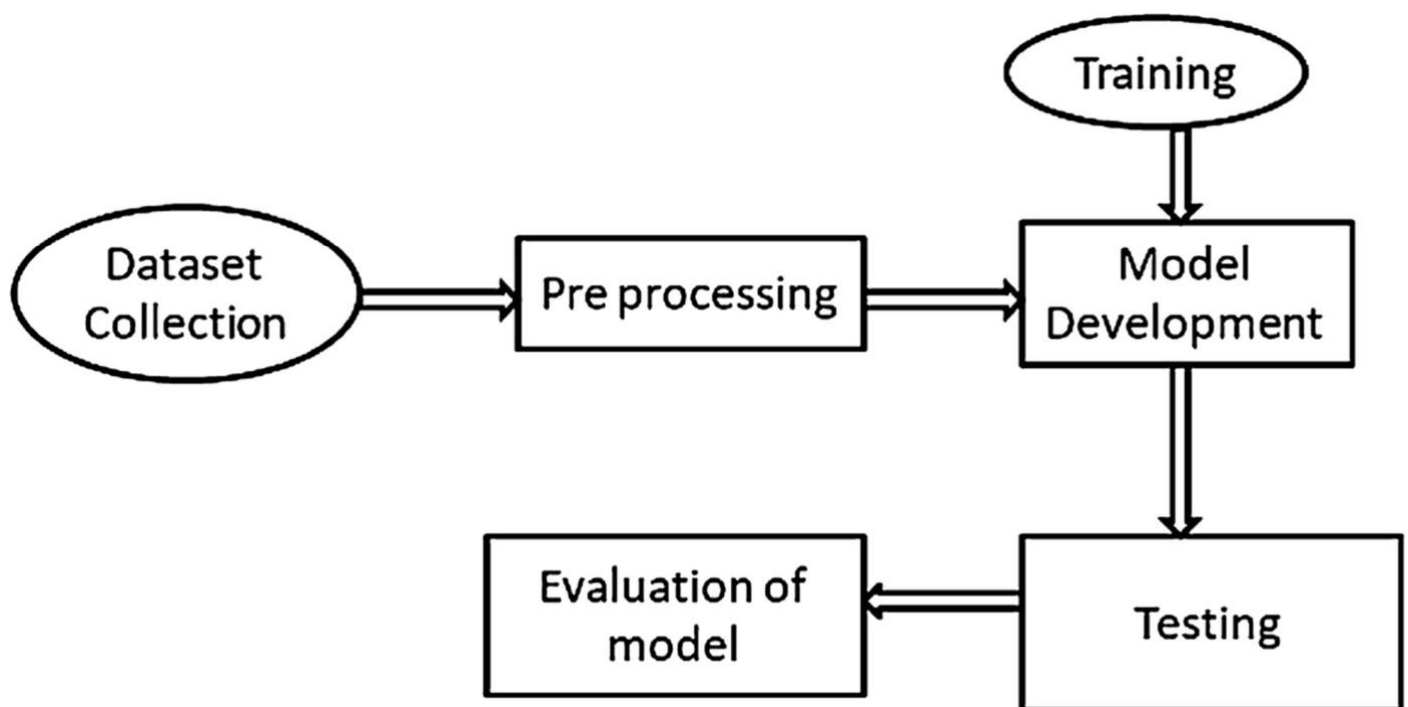 Training
Dataset
Collection
Pre processing
Model
Development
Evaluation of
model
Testing